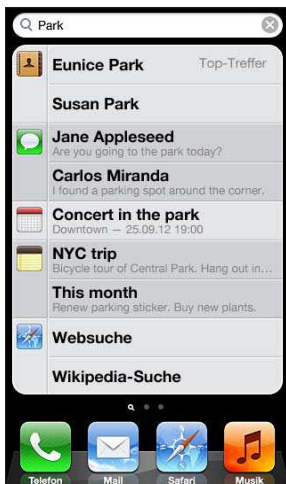 Park
Eunice Park Top-Treffer
Susan Park
Jane Appleseed
Are you going to the park today?
Carlos Miranda
I found a parking spot around the corner.
Concert in the park
Downtown — 25.09.12 19:00
NYC trip
Bicycle tour of Central Park. Hang out in...
This month
Renew parking sticker. Buy new plants.
Websuche
Wikipedia-Suche
Telefon Mail Safari Musik